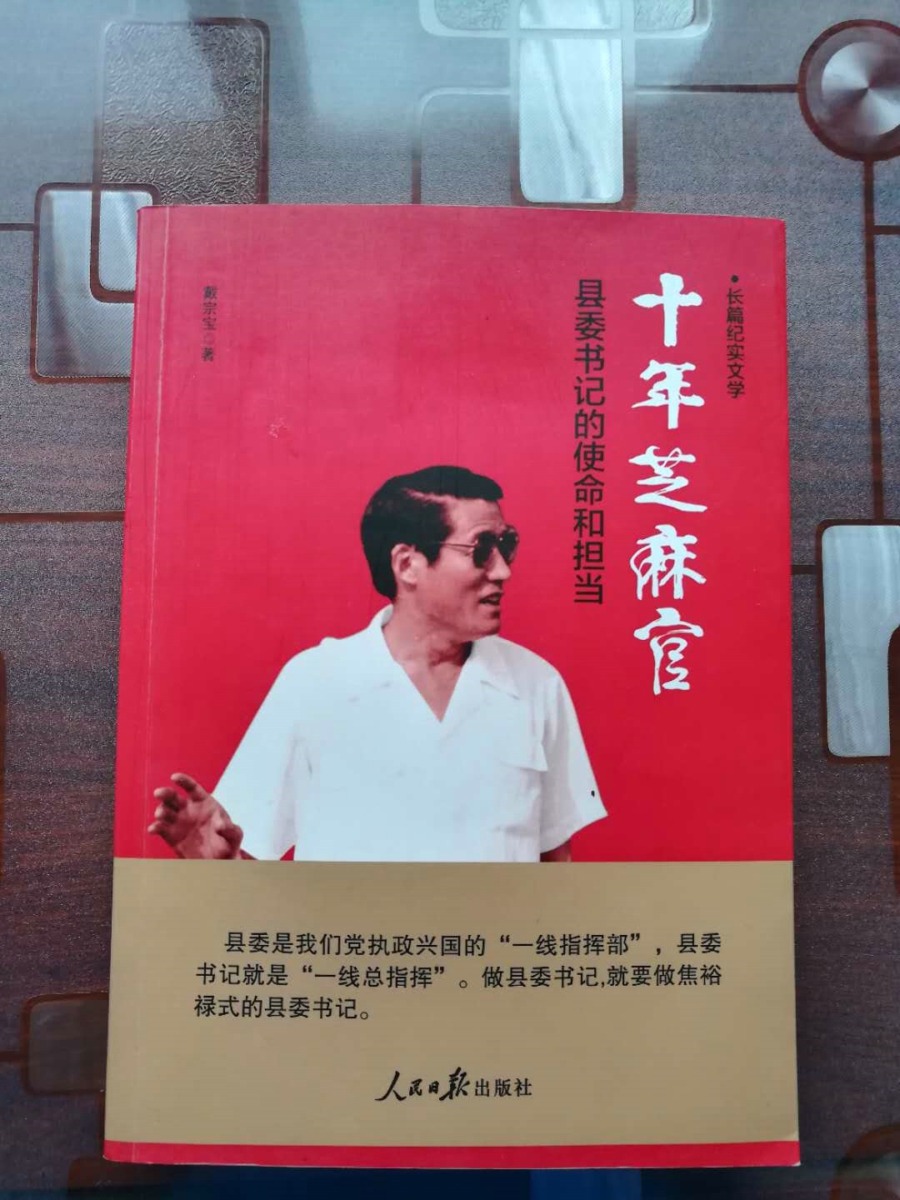 •长篇纪实文学
十年芝麻官
县委书记的使命和担当
戴宗宝◎著
县委是我们党执政兴国的“一线指挥部”，县委
书记就是“一线总指挥”。做县委书记,就要做焦裕
禄式的县委书记。
人民日报出版社